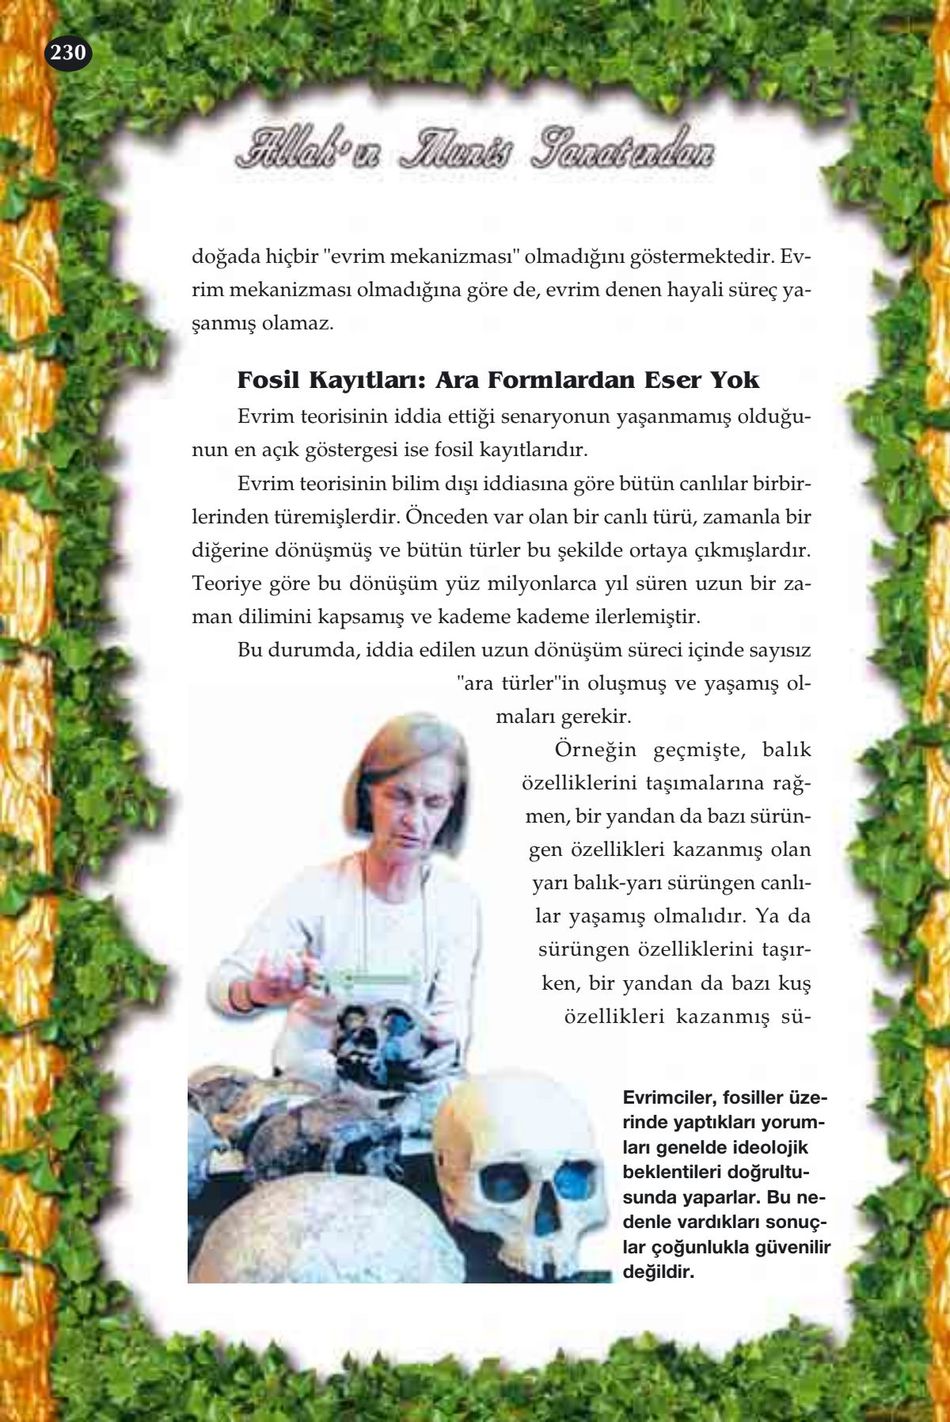 230
Allah'ın Munis Sanatından
doğada hiçbir "evrim mekanizması" olmadığını göstermektedir. Ev-
rim mekanizması olmadığına göre de, evrim denen hayali süreç ya-
şanmış olamaz.
Fosil Kayıtları: Ara Formlardan Eser Yok
Evrim teorisinin iddia ettiği senaryonun yaşanmamış olduğu-
nun en açık göstergesi ise fosil kayıtlarıdır.
Evrim teorisinin bilim dışı iddiasına göre bütün canlılar birbir-
lerinden türemişlerdir. Önceden var olan bir canlı türü, zamanla bir
diğerine dönüşmüş ve bütün türler bu şekilde ortaya çıkmışlardır.
Teoriye göre bu dönüşüm yüz milyonlarca yıl süren uzun bir za-
man dilimini kapsamış ve kademe kademe ilerlemiştir.
Bu durumda, iddia edilen uzun dönüşüm süreci içinde sayısız
"ara türler"in oluşmuş ve yaşamış ol-
maları gerekir.
Örneğin geçmişte, balık
özelliklerini taşımalarına rağ-
men, bir yandan da bazı sürün-
gen özellikleri kazanmış olan
yarı balık-yarı sürüngen canlı-
lar yaşamış olmalıdır. Ya da
sürüngen özelliklerini taşır-
ken, bir yandan da bazı kuş
özellikleri kazanmış sü-
Evrimciler, fosiller üze-
rinde yaptıkları yorum-
ları genelde ideolojik
beklentileri doğrultu-
sunda yaparlar. Bu ne-
denle vardıkları sonuç-
lar çoğunlukla güvenilir
değildir.